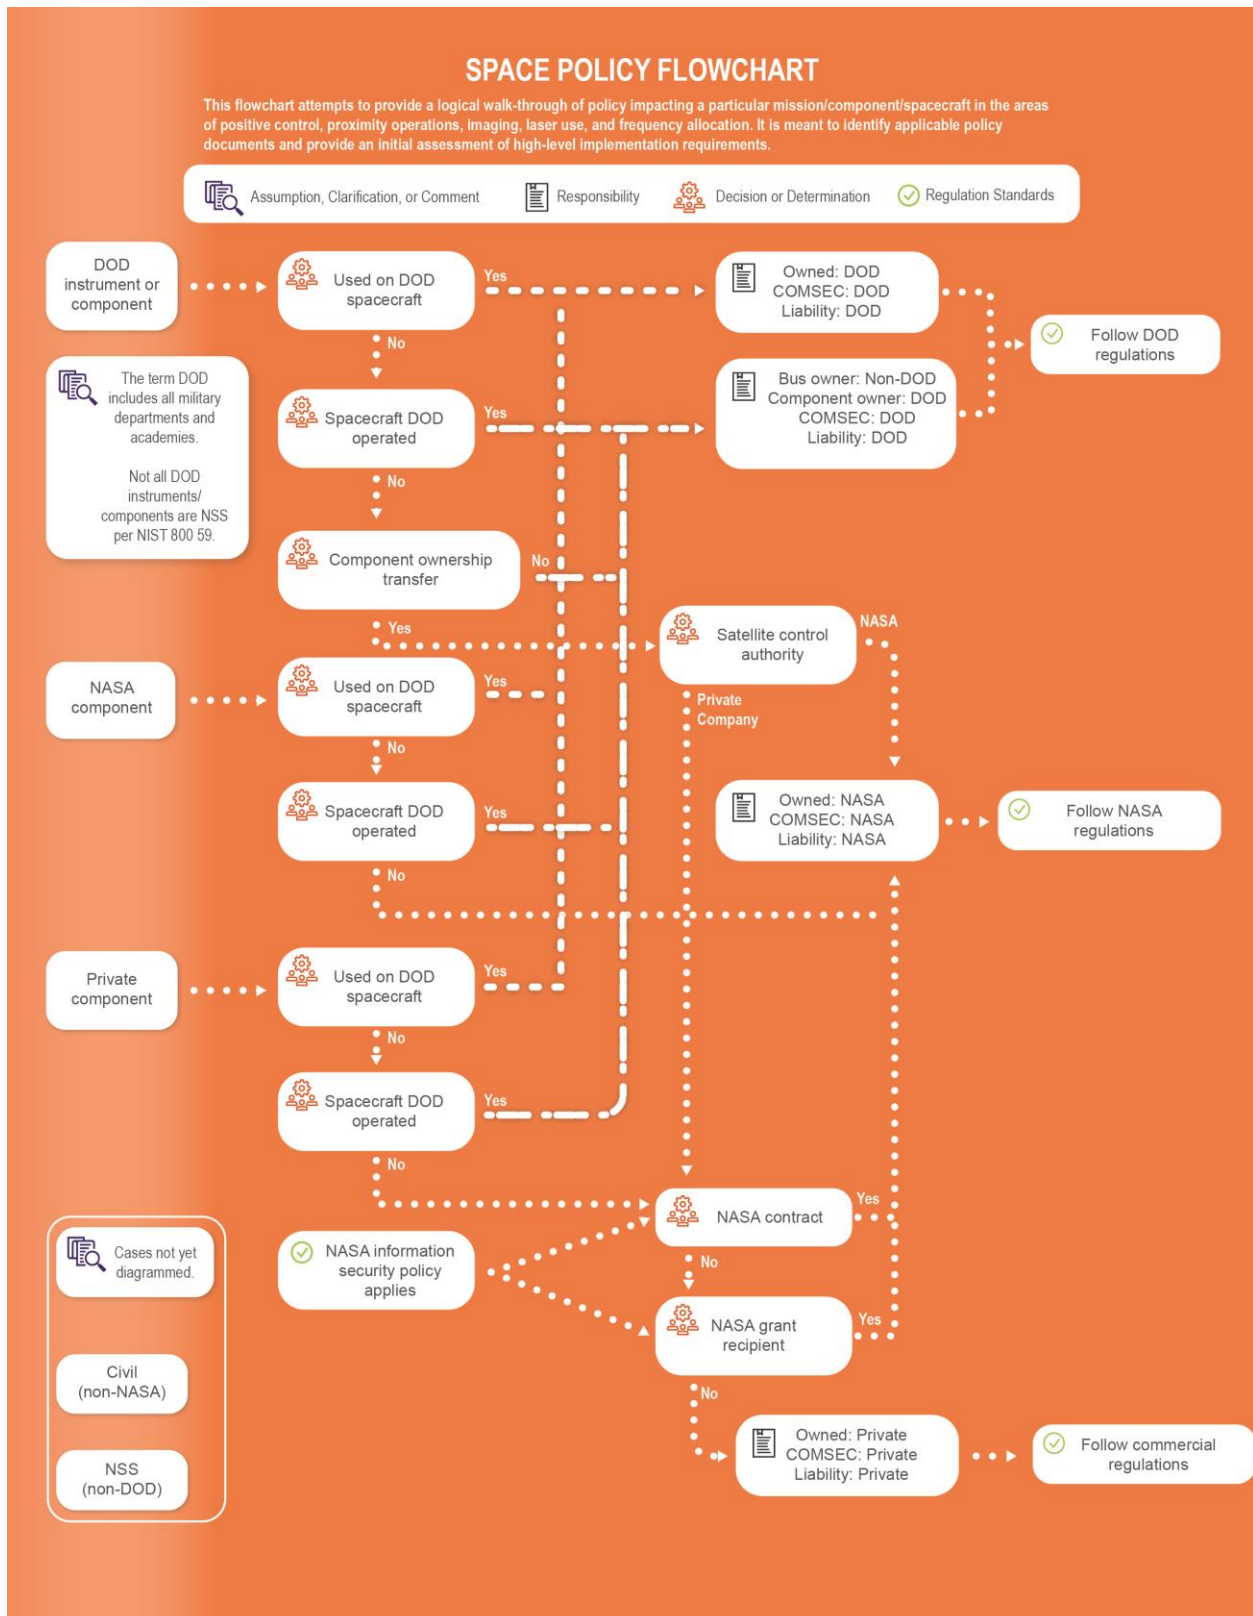 SPACE POLICY FLOWCHART
This flowchart attempts to provide a logical walk-through of policy impacting a particular mission/component/spacecraft in the areas
of positive control, proximity operations, imaging, laser use, and frequency allocation. It is meant to identify applicable policy
documents and provide an initial assessment of high-level implementation requirements.
Assumption, Clarification, or Comment
Responsibility
Decision or Determination
Regulation Standards
DOD
instrument or
component
Used on DOD
spacecraft
Yes
Owned: DOD
COMSEC: DOD
Liability: DOD
Follow DOD
regulations
No
The term DOD
includes all military
departments and
academies.
Not all DOD
instruments/
components are NSS
per NIST 800 59.
Spacecraft DOD
operated
Yes
Bus owner: Non-DOD
Component owner: DOD
COMSEC: DOD
Liability: DOD
No
Component ownership
transfer
No
Yes
Satellite control
authority
NASA
Private
Company
NASA
component
Used on DOD
spacecraft
Yes
No
Spacecraft DOD
operated
Yes
Owned: NASA
COMSEC: NASA
Liability: NASA
Follow NASA
regulations
No
Private
component
Used on DOD
spacecraft
Yes
No
Spacecraft DOD
operated
Yes
No
NASA contract
Yes
No
NASA information
security policy
applies
NASA grant
recipient
Yes
No
Owned: Private
COMSEC: Private
Liability: Private
Follow commercial
regulations
Cases not yet
diagrammed.
Civil
(non-NASA)
NSS
(non-DOD)